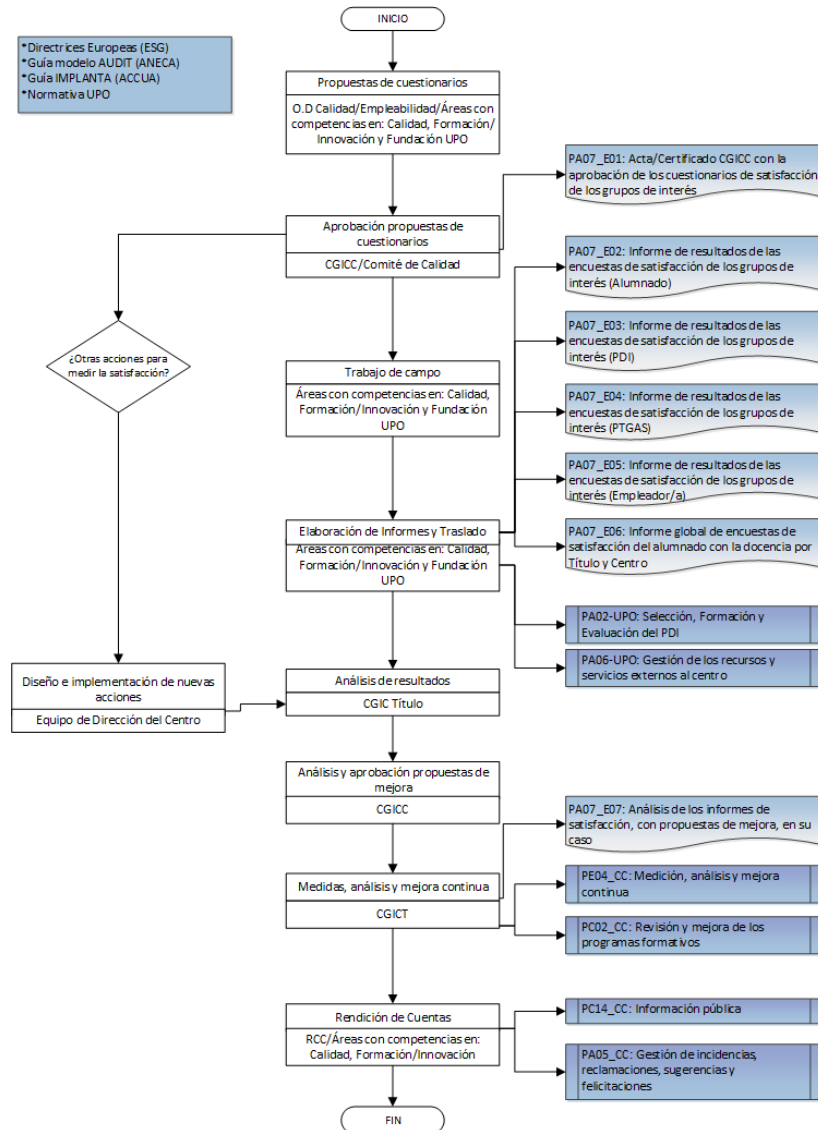 INICIO
*Directrices Europeas (ESG)
*Guía modelo AUDIT (ANECA)
*Guía IMPLANTA (ACCUA)
*Normativa UPO
Propuestas de cuestionarios
O.D Calidad/Empleabilidad/Áreas con
competencias en: Calidad, Formación/
Innovación y Fundación UPO
PA07_E01: Acta/Certificado CGICC con la
aprobación de los cuestionarios de satisfacción
de los grupos de interés
Aprobación propuestas de
cuestionarios
CGICC/Comité de Calidad
PA07_E02: Informe de resultados de las
encuestas de satisfacción de los grupos de
interés (Alumnado)
¿Otras acciones para
medir la satisfacción?
PA07_E03: Informe de resultados de las
encuestas de satisfacción de los grupos de
interés (PDI)
Trabajo de campo
Áreas con competencias en: Calidad,
Formación/Innovación y Fundación
UPO
PA07_E04: Informe de resultados de las
encuestas de satisfacción de los grupos de
interés (PTGAS)
PA07_E05: Informe de resultados de las
encuestas de satisfacción de los grupos de
interés (Empleador/a)
Elaboración de Informes y Traslado
Áreas con competencias en: Calidad,
Formación/Innovación y Fundación
UPO
PA07_E06: Informe global de encuestas de
satisfacción del alumnado con la docencia por
Título y Centro
PA02-UPO: Selección, Formación y
Evaluación del PDI
PA06-UPO: Gestión de los recursos y
servicios externos al centro
Diseño e implementación de nuevas
acciones
Equipo de Dirección del Centro
Análisis de resultados
CGIC Título
Análisis y aprobación propuestas de
mejora
CGICC
PA07_E07: Análisis de los informes de
satisfacción, con propuestas de mejora, en su
caso
Medidas, análisis y mejora continua
CGICT
PE04_CC: Medición, análisis y mejora
continua
PC02_CC: Revisión y mejora de los
programas formativos
Rendición de Cuentas
RCC/Áreas con competencias en:
Calidad, Formación/Innovación
PC14_CC: Información pública
PA05_CC: Gestión de incidencias,
reclamaciones, sugerencias y
felicitaciones
FIN